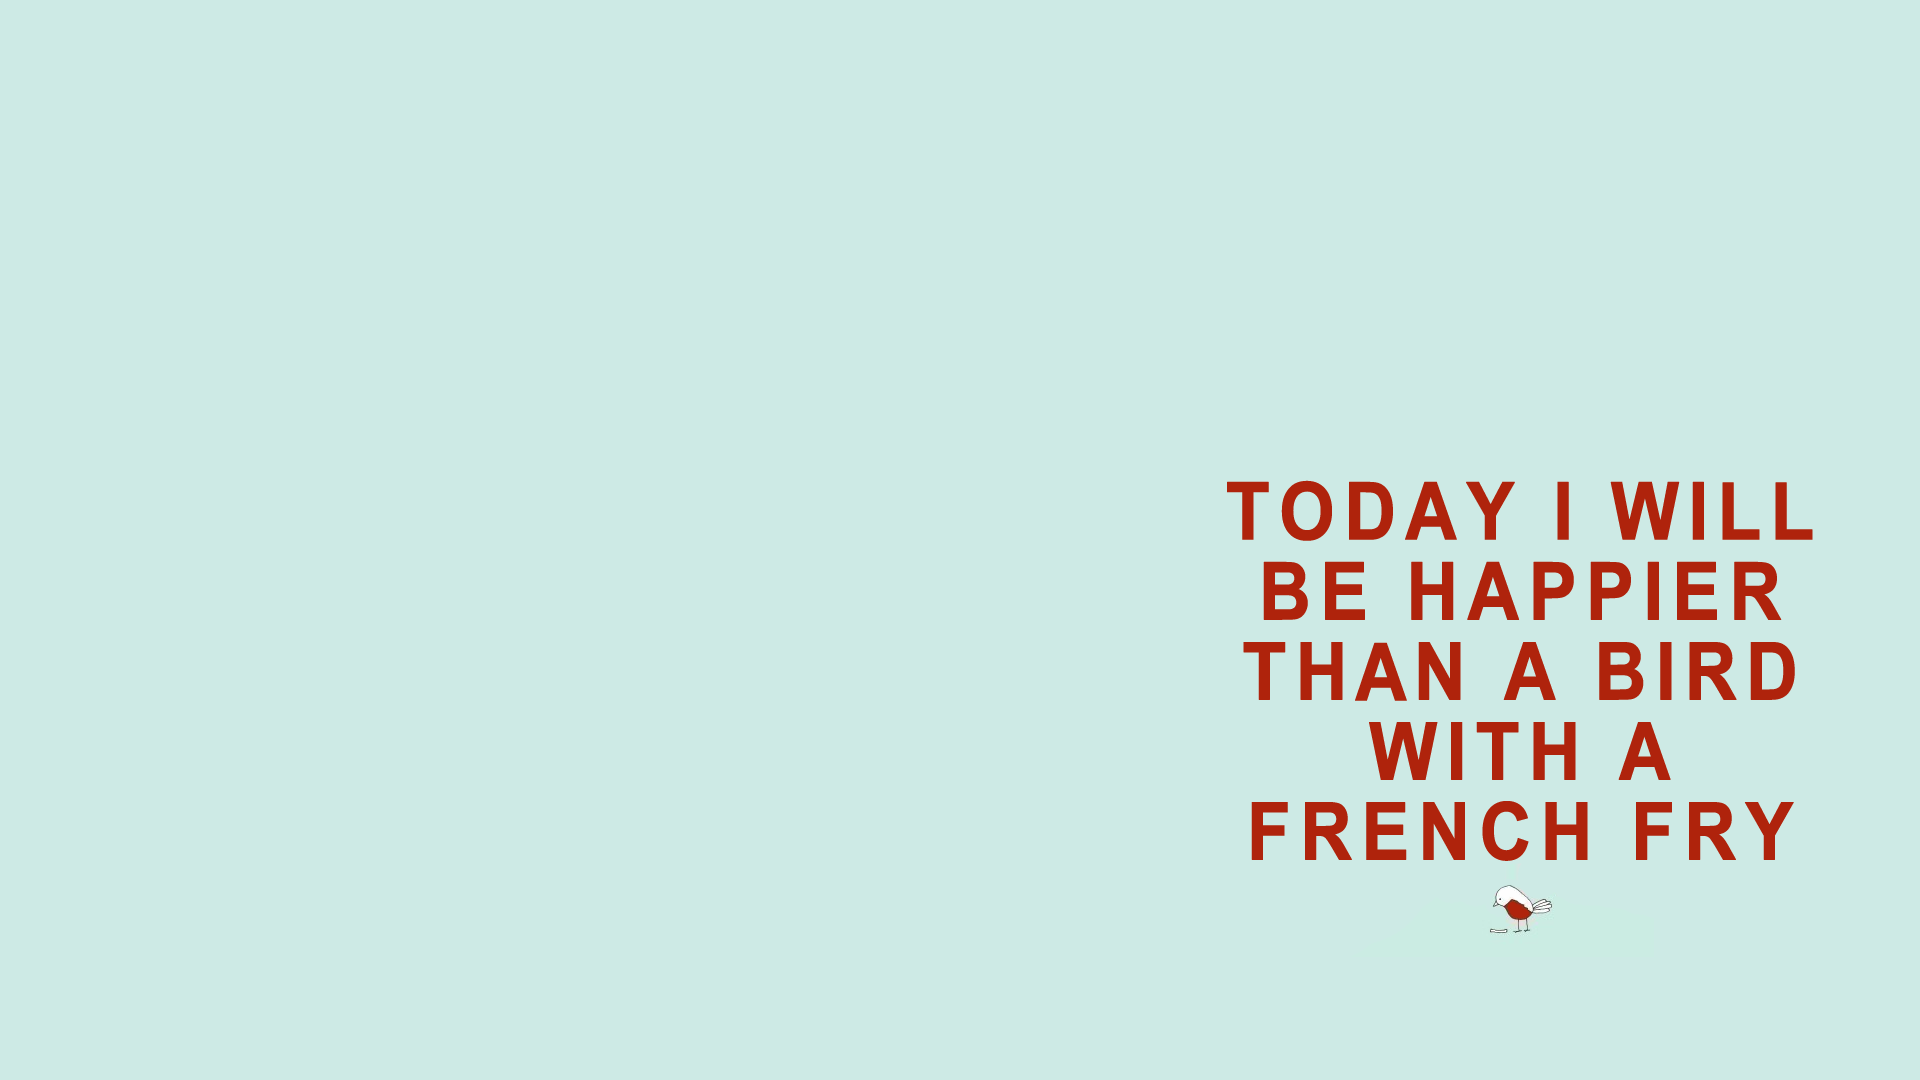 TODAY I WILL
BE HAPPIER
THAN A BIRD
WITH A
FRENCH FRY